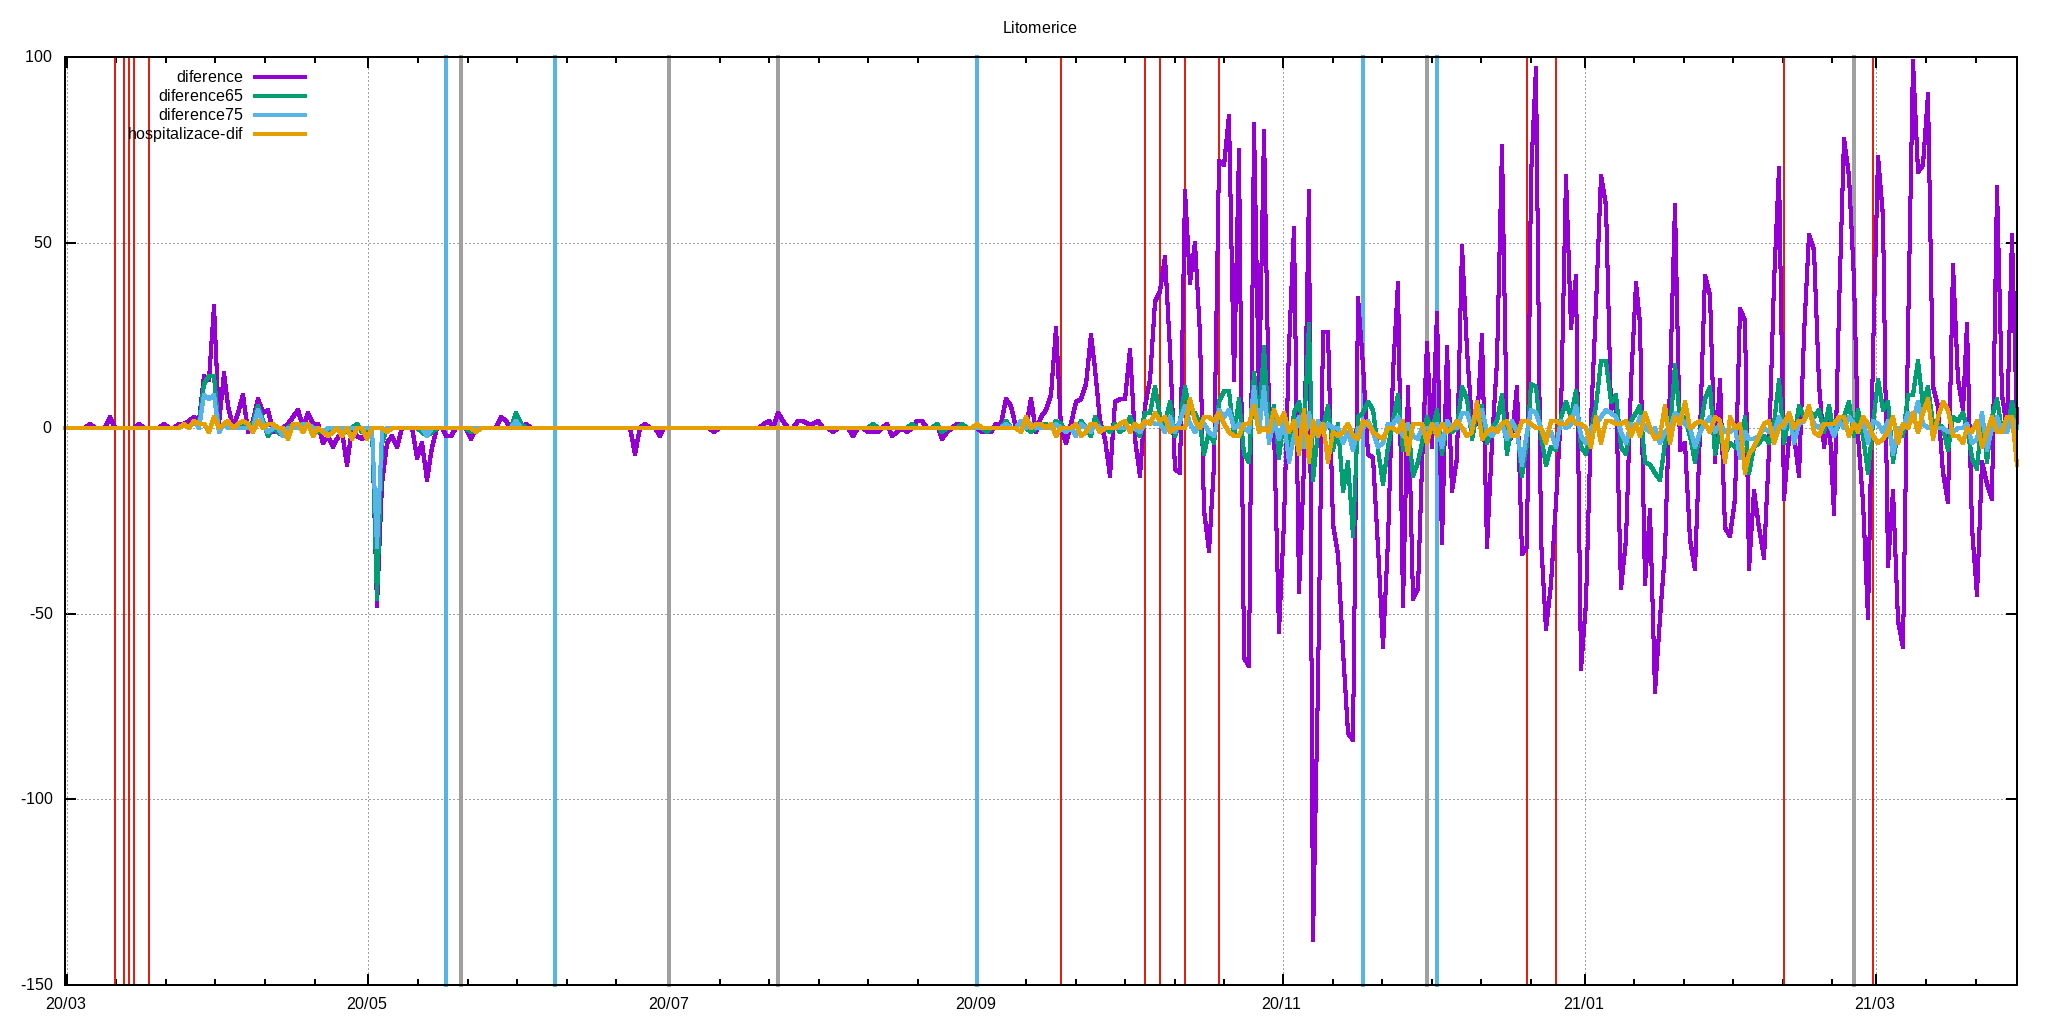 Litomerice
100
diference
diference65
diference75
hospitalizace-dif
50
0
-50
-100
-150
20/03 20/05 20/07 20/09 20/11 21/01 21/03